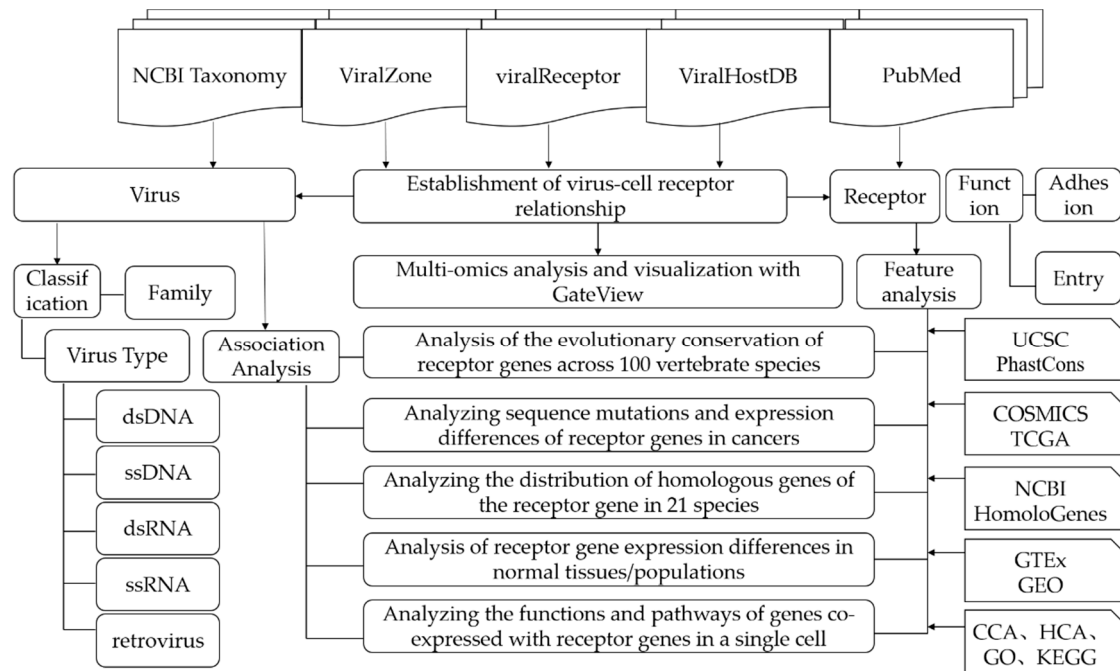 NCBI Taxonomy
ViralZone
viralReceptor
ViralHostDB
PubMed
Virus
Establishment of virus-cell receptor
relationship
Receptor
Funct
ion
Adhes
ion
Classif
ication
Family
Multi-omics analysis and visualization with
GateView
Feature
analysis
Entry
Virus Type
Association
Analysis
Analysis of the evolutionary conservation of
receptor genes across 100 vertebrate species
UCSC
PhastCons
dsDNA
Analyzing sequence mutations and expression
differences of receptor genes in cancers
COSMICS
TCGA
ssDNA
Analyzing the distribution of homologous genes of
the receptor gene in 21 species
NCBI
HomoloGenes
dsRNA
Analysis of receptor gene expression differences in
normal tissues/populations
GTEx
GEO
ssRNA
Analyzing the functions and pathways of genes co-
expressed with receptor genes in a single cell
CCA、HCA、
GO、KEGG
retrovirus